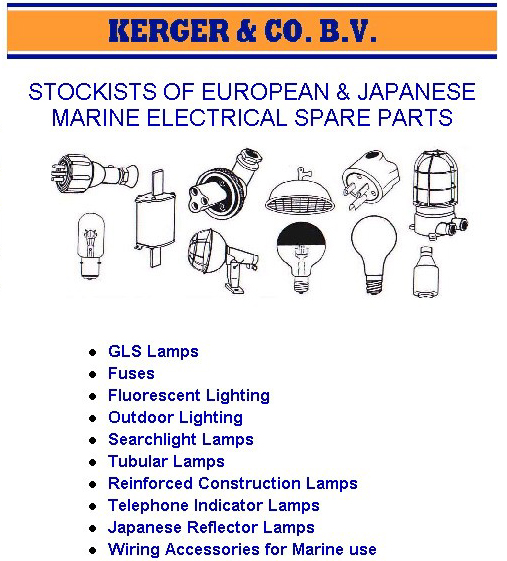 KERGER & CO. B.V.
STOCKISTS OF EUROPEAN & JAPANESE
MARINE ELECTRICAL SPARE PARTS
GLS Lamps
Fuses
Fluorescent Lighting
Outdoor Lighting
Searchlight Lamps
Tubular Lamps
Reinforced Construction Lamps
Telephone Indicator Lamps
Japanese Reflector Lamps
Wiring Accessories for Marine use